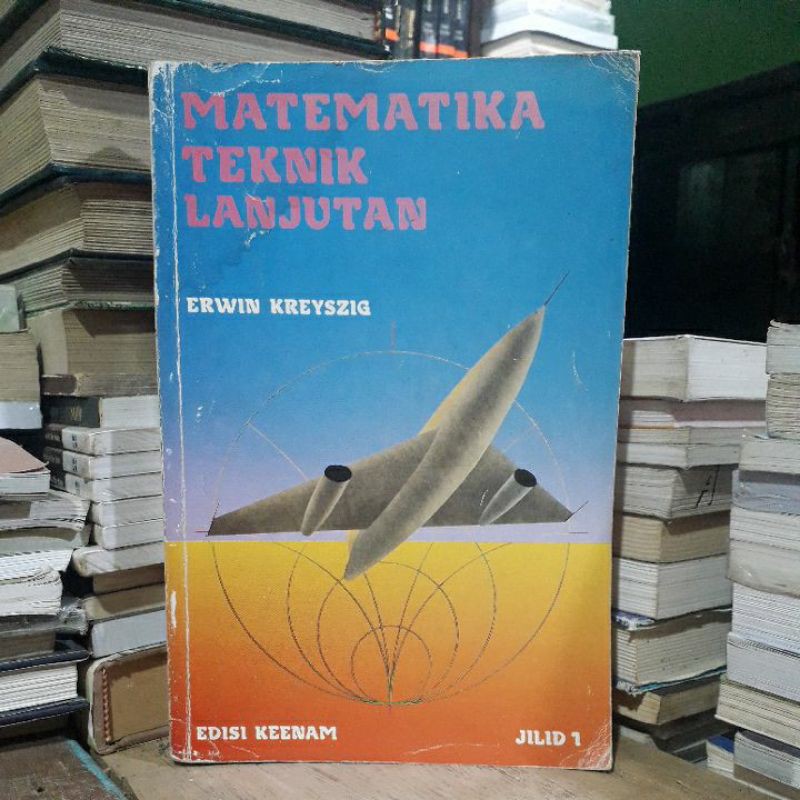 MATEMATIKA
TEKNIK
LANJUTAN
ERWIN KREYSZIG
EDISI KEENAM
JILID 1